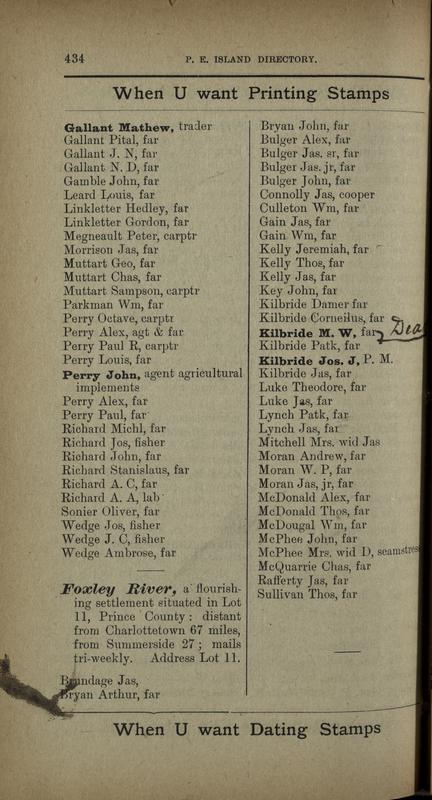 434
P. E. ISLAND DIRECTORY.
When U want Printing Stamps
Gallant Mathew, trader
Gallant Pital, far
Gallant J. N, far
Gallant N. D, far
Gamble John, far
Leard Louis, far
Linkletter Hedley, far
Linkletter Gordon, far
Megneault Peter, carptr
Morrison Jas, far
Muttart Geo, far
Muttart Chas, far
Muttart Sampson, carptr
Parkman Wm, far
Perry Octave, carptr
Perry Alex, agt & far
Perry Paul R, carptr
Perry Louis, far
Perry John, agent agricultural
implements
Perry Alex, far
Perry Paul, far
Richard Michl, far
Richard Jos, fisher
Richard John, far
Richard Stanislaus, far
Richard A. C, far
Richard A. A, lab
Sonier Oliver, far
Wedge Jos, fisher
Wedge J. C, fisher
Wedge Ambrose, far
Foxley River, a flourish-
ing settlement situated in Lot
11, Prince County: distant
from Charlottetown 67 miles,
from Summerside 27; mails
tri-weekly. Address Lot 11.
Brundage Jas,
Bryan Arthur, far
Bryan John, far
Bulger Alex, far
Bulger Jas. sr, far
Bulger Jas. jr, far
Bulger John, far
Connolly Jas, cooper
Culleton Wm, far
Gain Jas, far
Gain Wm, far
Kelly Jeremiah, far
Kelly Thos, far
Kelly Jas, far
Key John, far
Kilbride Damer far
Kilbride Cornelius, far
Kilbride M. W, far Dea
Kilbride Patk, far
Kilbride Jos. J, P. M.
Kilbride Jas, far
Luke Theodore, far
Luke Jas, far
Lynch Patk, far
Lynch Jas, far
Mitchell Mrs. wid Jas
Moran Andrew, far
Moran W. P, far
Moran Jas, jr, far
McDonald Alex, far
McDonald Thos, far
McDougal Wm, far
McPhee John, far
McPhee Mrs. wid D, seamstress
McQuarrie Chas, far
Rafferty Jas, far
Sullivan Thos, far
When U want Dating Stamps